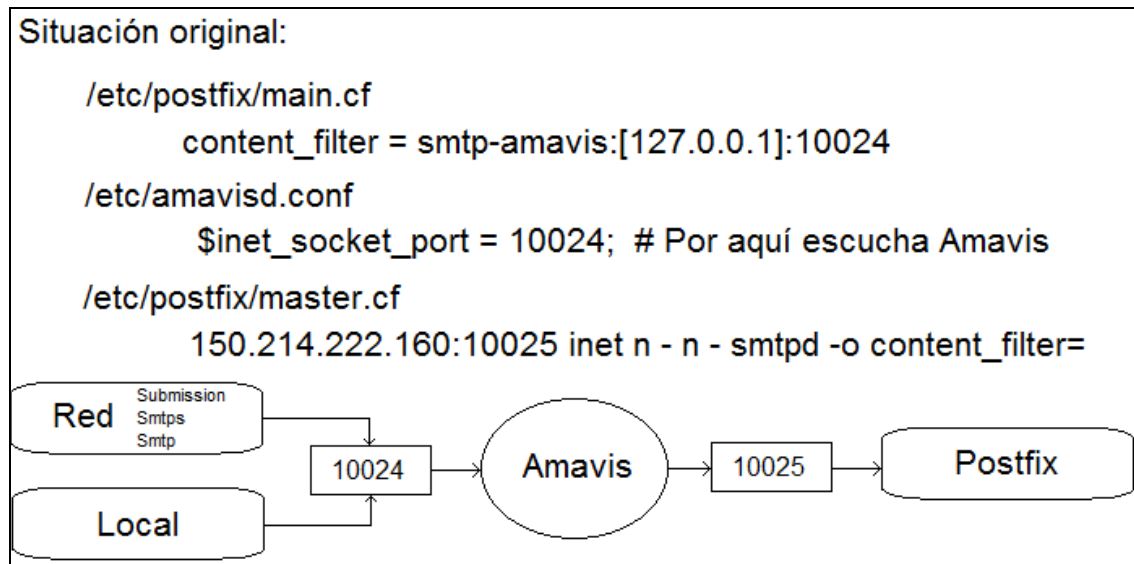 Situación original:
/etc/postfix/main.cf
content_filter = smtp-amavis:[127.0.0.1]:10024
/etc/amavisd.conf
$inet_socket_port = 10024;  # Por aquí escucha Amavis
/etc/postfix/master.cf
150.214.222.160:10025 inet n - n - smtpd -o content_filter=
Red
Submission
Smtps
Smtp
10024
Amavis
10025
Postfix
Local